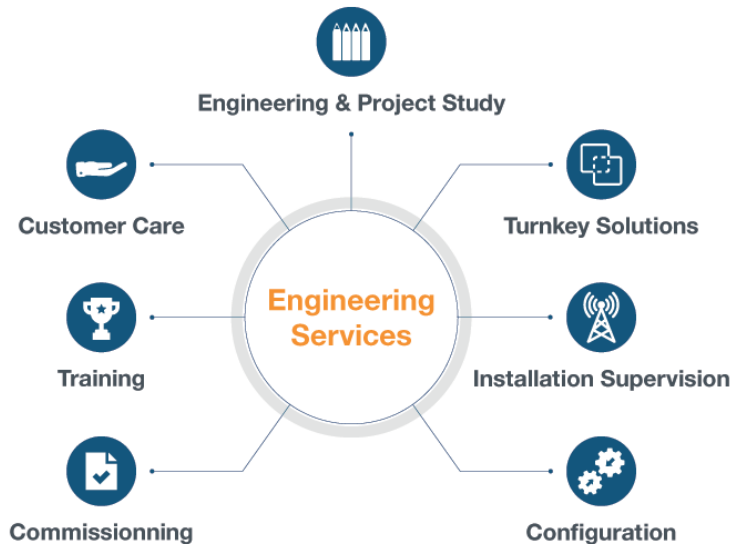 Engineering & Project Study
Customer Care
Turnkey Solutions
Engineering
Services
Training
Installation Supervision
Commissionning
Configuration